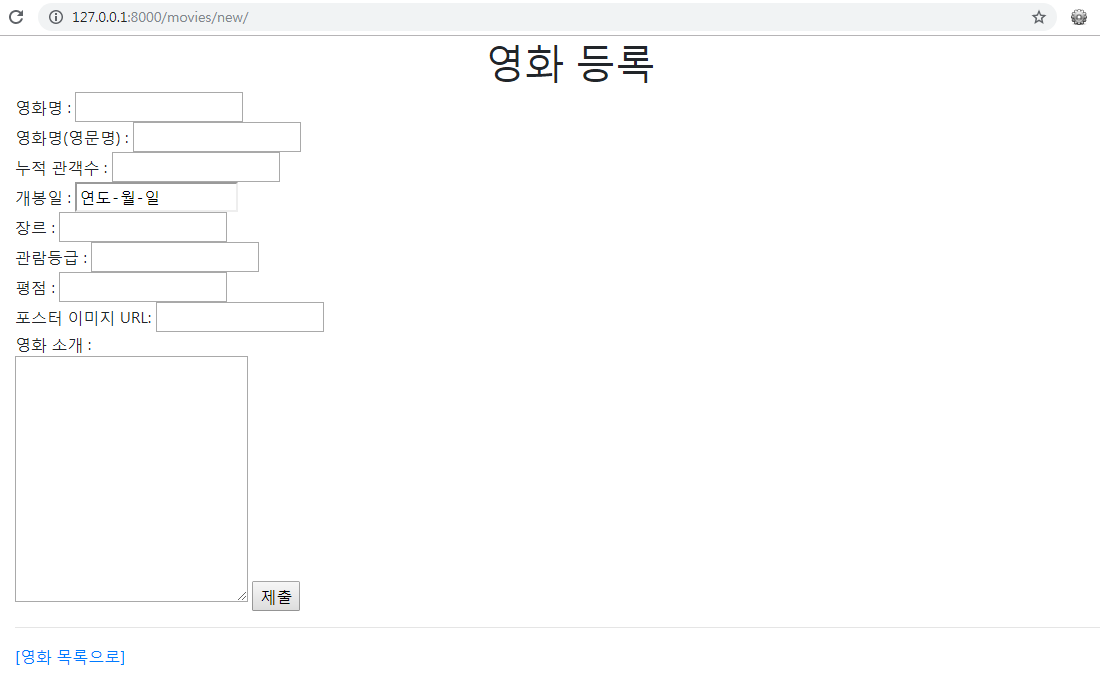 127.0.0.1:8000/movies/new/
영화 등록
영화명 :
영화명(영문명) :
누적 관객수 :
개봉일 : 연도-월-일
장르 :
관람등급 :
평점 :
포스터 이미지 URL:
영화 소개 :
제출
[영화 목록으로]